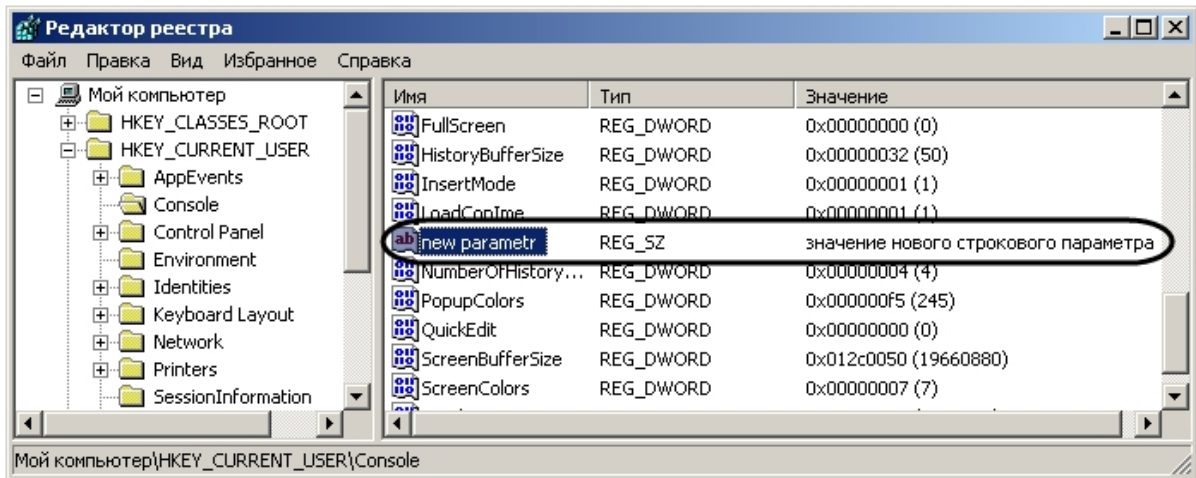 Редактор реестра
Файл Правка Вид Избранное Справка
Мой компьютер
HKEY_CLASSES_ROOT
HKEY_CURRENT_USER
AppEvents
Console
Control Panel
Environment
Identities
Keyboard Layout
Network
Printers
SessionInformation
Имя Тип Значение
FullScreen REG_DWORD 0x00000000 (0)
HistoryBufferSize REG_DWORD 0x00000032 (50)
InsertMode REG_DWORD 0x00000001 (1)
LoadConIme REG_DWORD 0x00000001 (1)
new parametr REG_SZ значение нового строкового параметра
NumberOfHistory... REG_DWORD 0x00000004 (4)
PopupColors REG_DWORD 0x000000f5 (245)
QuickEdit REG_DWORD 0x00000000 (0)
ScreenBufferSize REG_DWORD 0x012c0050 (19660880)
ScreenColors REG_DWORD 0x00000007 (7)
Мой компьютер\HKEY_CURRENT_USER\Console